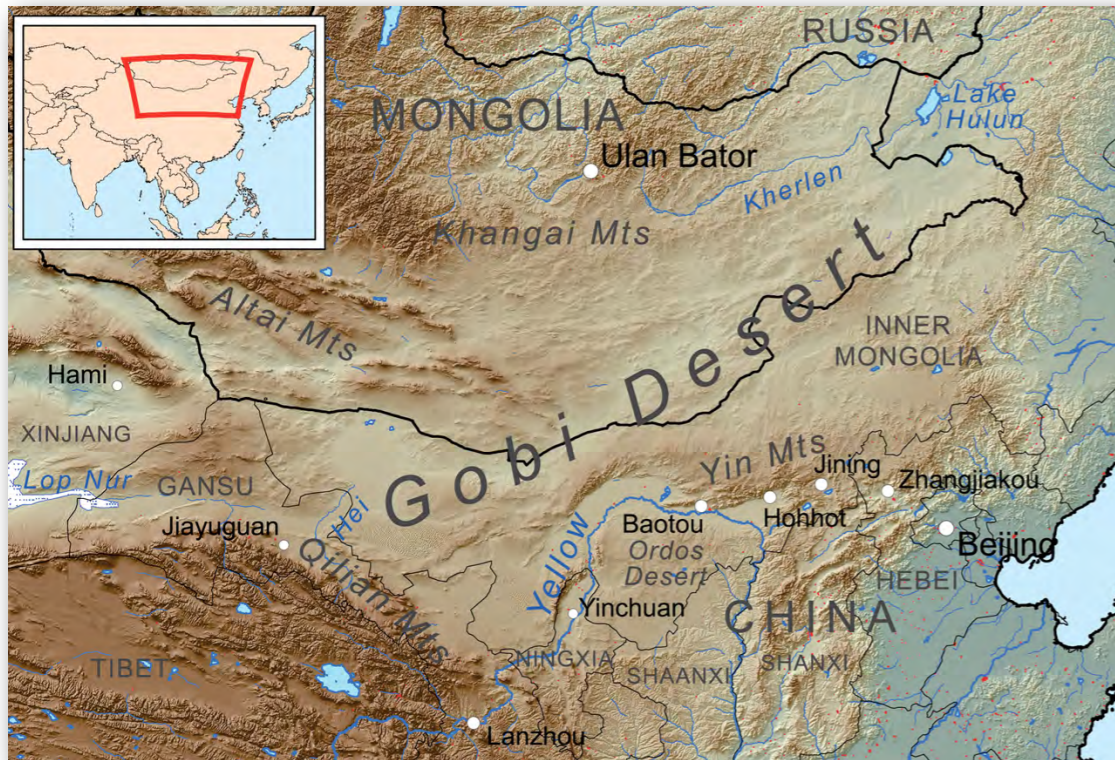 RUSSIA
MONGOLIA
Lake
Hulun
Ulan Bator
Kherlen
Khangai Mts
Altai Mts
Gobi Desert
INNER
MONGOLIA
Hami
XINJIANG
Lop Nur
GANSU
Jiayuguan
Hei
Qilian Mts
Yin Mts
Jining
Zhangjiakou
Baotou
Hohhot
Ordos
Desert
Beijing
HEBEI
Yellow
Yinchuan
CHINA
TIBET
NINGXIA
SHAANXI
SHANXI
Lanzhou